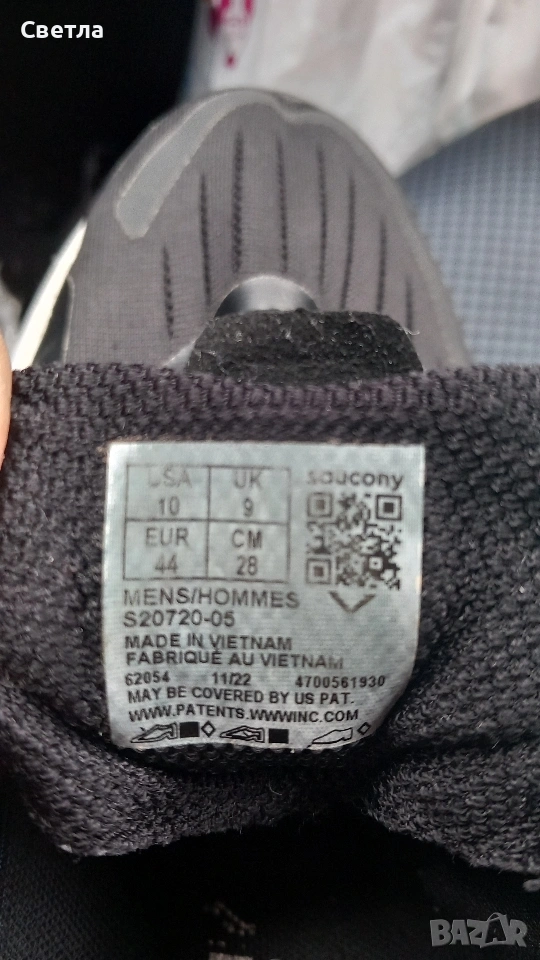 Светла
USA UK
10 9
EUR CM
44 28
saucony
MENS/HOMMES
S20720-05
MADE IN VIETNAM
FABRIQUÉ AU VIETNAM
62054 11/22 4700561930
MAY BE COVERED BY US PAT.
WWW.PATENTS.WWWINC.COM
BAZAR